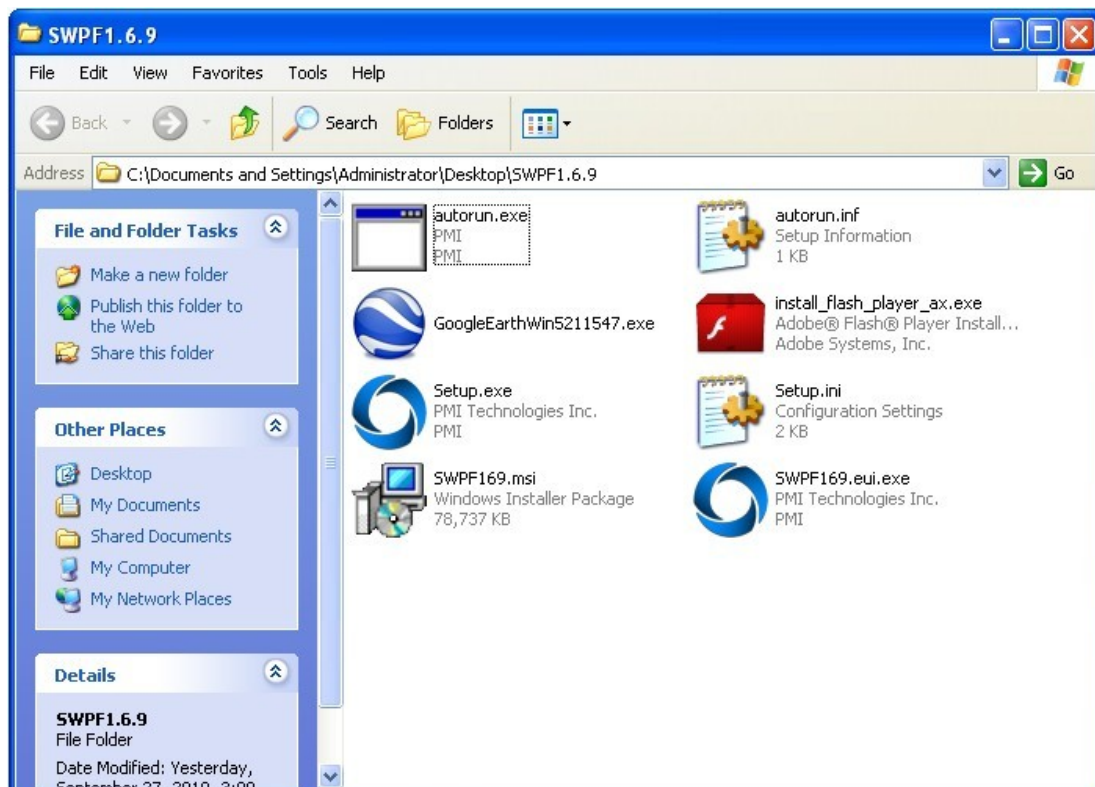 SWPF1.6.9
File Edit View Favorites Tools Help
Back Search Folders
Address C:\Documents and Settings\Administrator\Desktop\SWPF1.6.9 Go
File and Folder Tasks
Make a new folder
Publish this folder to
the Web
Share this folder
Other Places
Desktop
My Documents
Shared Documents
My Computer
My Network Places
Details
SWPF1.6.9
File Folder
Date Modified: Yesterday,
autorun.exe
PMI
PMI
autorun.inf
Setup Information
1 KB
GoogleEarthWin5211547.exe
install_flash_player_ax.exe
Adobe® Flash® Player Install...
Adobe Systems, Inc.
Setup.exe
PMI Technologies Inc.
PMI
Setup.ini
Configuration Settings
2 KB
SWPF169.msi
Windows Installer Package
78,737 KB
SWPF169.eui.exe
PMI Technologies Inc.
PMI